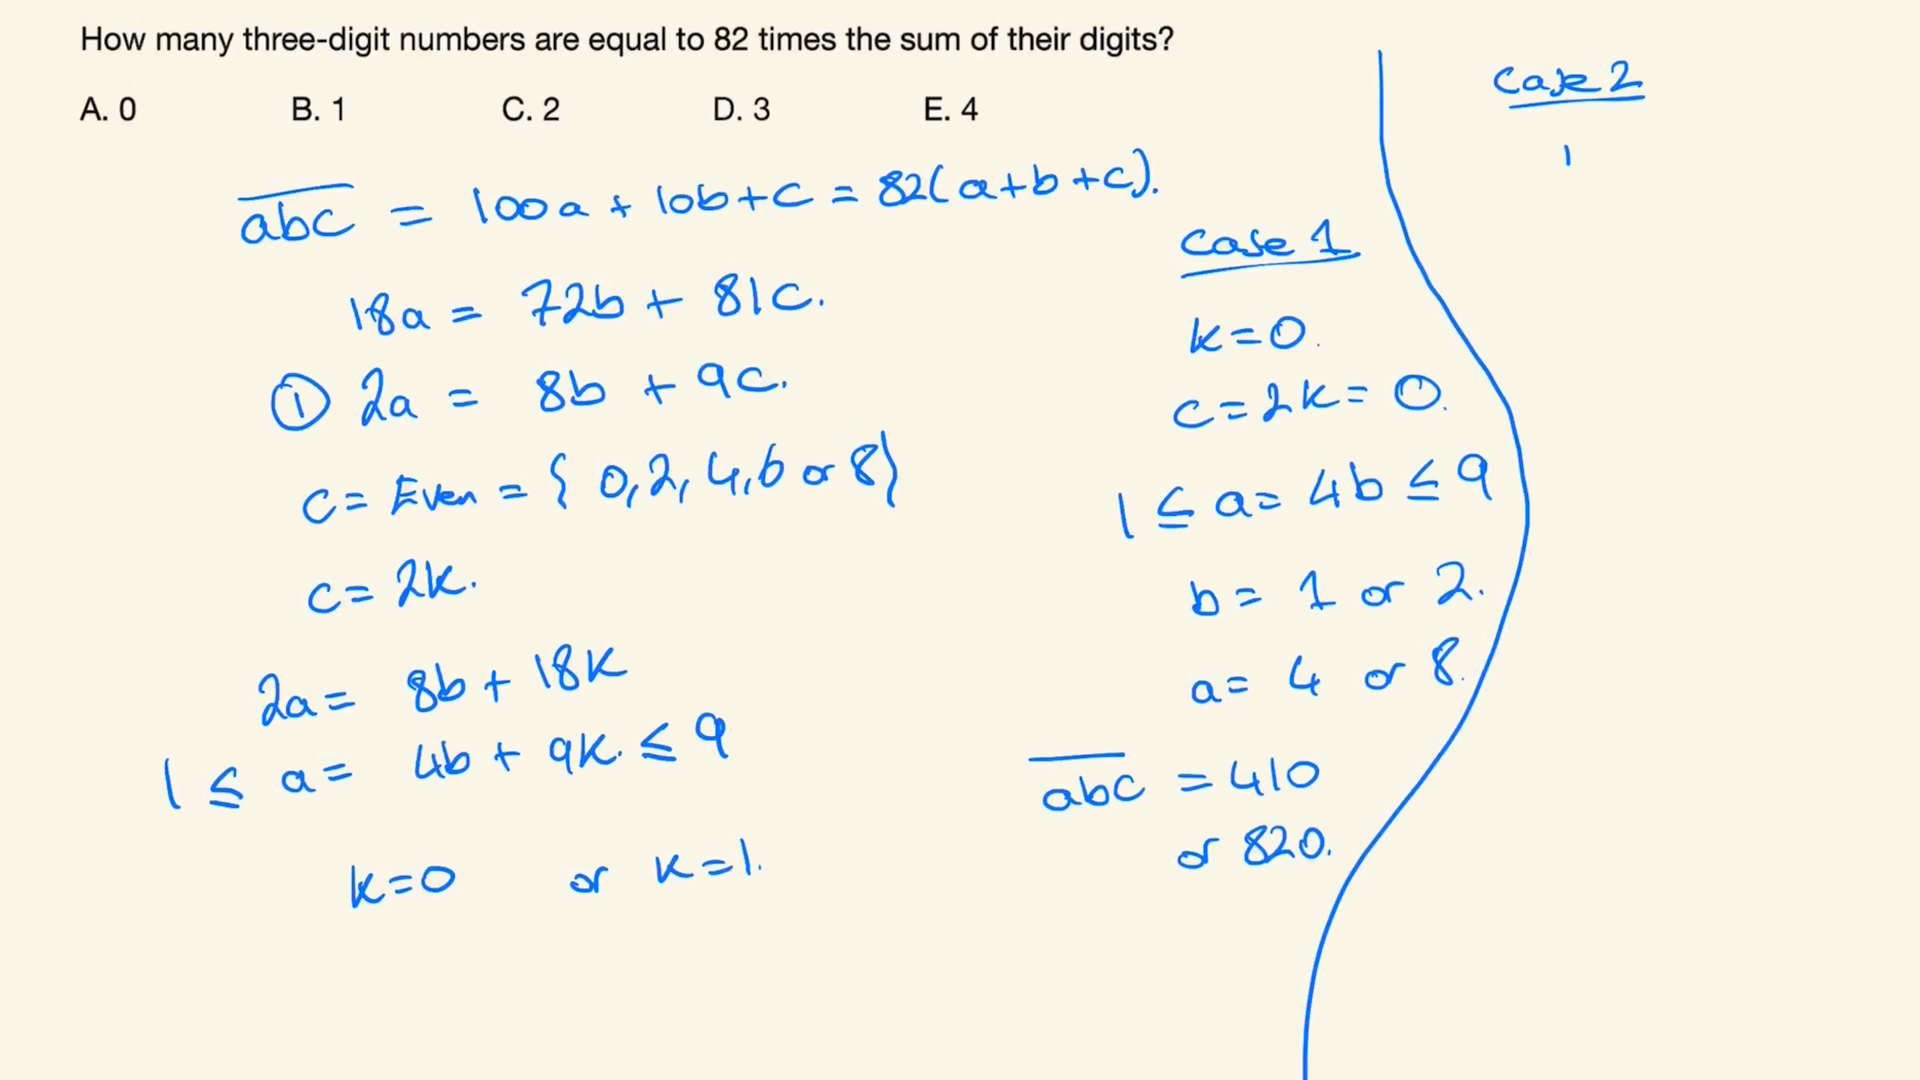 How many three-digit numbers are equal to 82 times the sum of their digits?
A. 0 B. 1 C. 2 D. 3 E. 4
abc = 100a + 10b+c = 82(a+b+c).
18a = 72b + 81c.
① 2a = 8b + 9c.
c = Even = { 0, 2, 4, 6 or 8}
c = 2k.
2a = 8b + 18k
1 ≤ a = 4b + 9k. ≤ 9
k=0 or k=1.
Case 1
k=0.
c=2k= 0.
1 ≤ a= 4b ≤ 9
b = 1 or 2.
a= 4 or 8.
abc = 410
or 820.
Case 2